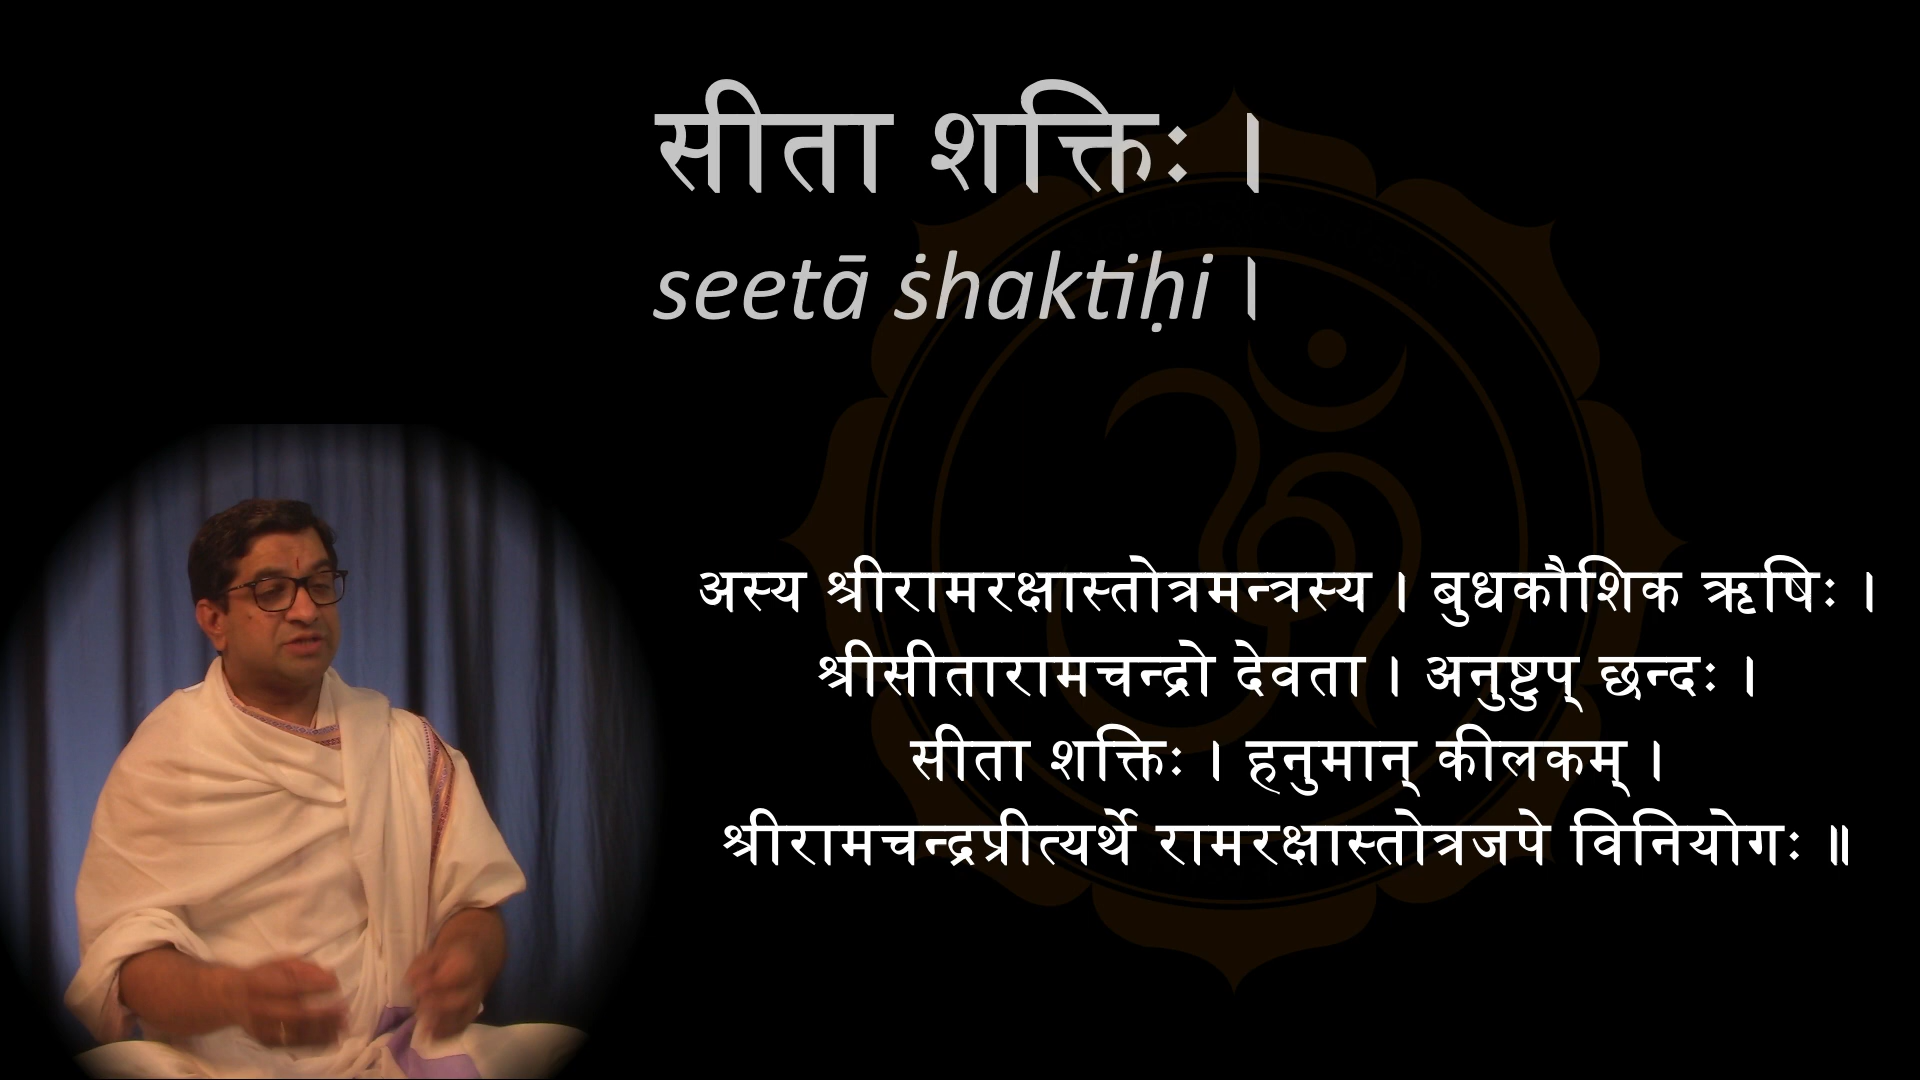 सीता शक्तिः ।
seetā ṡhaktiḥi ।
अस्य श्रीरामरक्षास्तोत्रमन्त्रस्य । बुधकौशिक ऋषिः ।
श्रीसीतारामचन्द्रो देवता । अनुष्टुप् छन्दः ।
सीता शक्तिः । हनुमान् कीलकम् ।
श्रीरामचन्द्रप्रीत्यर्थे रामरक्षास्तोत्रजपे विनियोगः ॥